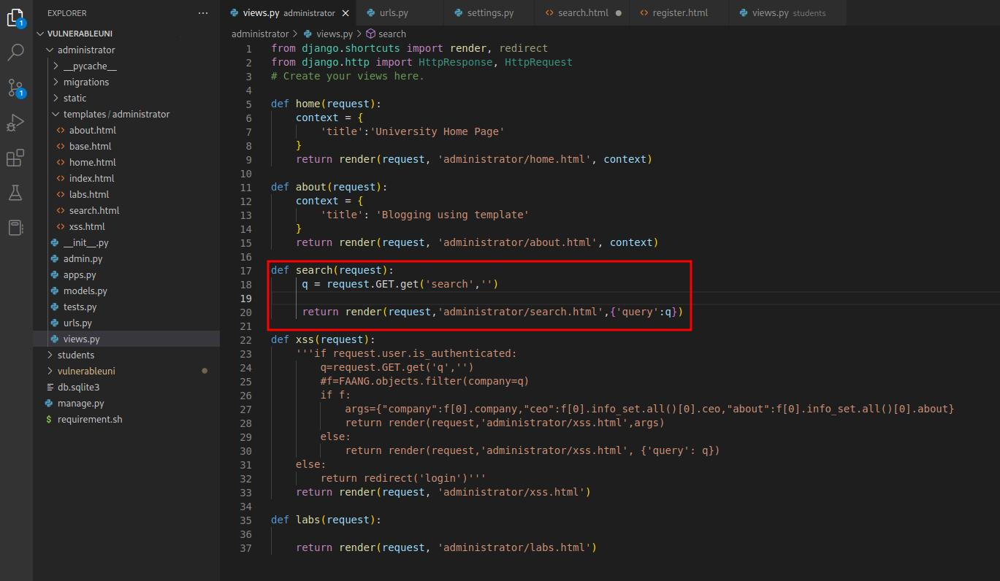 EXPLORER
VULNERABLEUNI
administrator
__pycache__
migrations
static
templates / administrator
about.html
base.html
home.html
index.html
labs.html
search.html
xss.html
__init__.py
admin.py
apps.py
models.py
tests.py
urls.py
views.py
students
vulnerableuni
db.sqlite3
manage.py
$ requirement.sh
1
1
views.py administrator
urls.py
settings.py
search.html
register.html
views.py students
administrator > views.py > search
1 from django.shortcuts import render, redirect
2 from django.http import HttpResponse, HttpRequest
3 # Create your views here.
4
5 def home(request):
6     context = {
7         'title':'University Home Page'
8     }
9     return render(request, 'administrator/home.html', context)
10
11 def about(request):
12     context = {
13         'title': 'Blogging using template'
14     }
15     return render(request, 'administrator/about.html', context)
16
17 def search(request):
18      q = request.GET.get('search','')
19
20      return render(request,'administrator/search.html',{'query':q})
21
22 def xss(request):
23     '''if request.user.is_authenticated:
24         q=request.GET.get('q','')
25         #f=FAANG.objects.filter(company=q)
26         if f:
27             args={"company":f[0].company,"ceo":f[0].info_set.all()[0].ceo,"about":f[0].info_set.all()[0].about}
28             return render(request,'administrator/xss.html',args)
29         else:
30             return render(request,'administrator/xss.html', {'query': q})
31     else:
32         return redirect('login')'''
33     return render(request, 'administrator/xss.html')
34
35 def labs(request):
36
37     return render(request, 'administrator/labs.html')